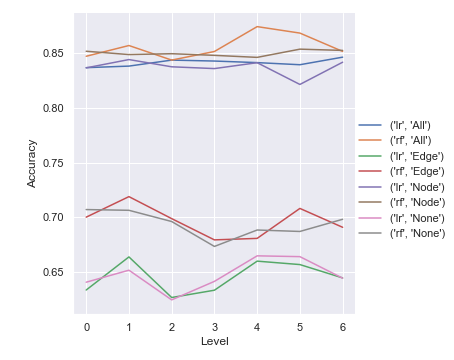 0.85
0.80
0.75
0.70
0.65
Accuracy
0 1 2 3 4 5 6
Level
('lr', 'All')
('rf', 'All')
('lr', 'Edge')
('rf', 'Edge')
('lr', 'Node')
('rf', 'Node')
('lr', 'None')
('rf', 'None')